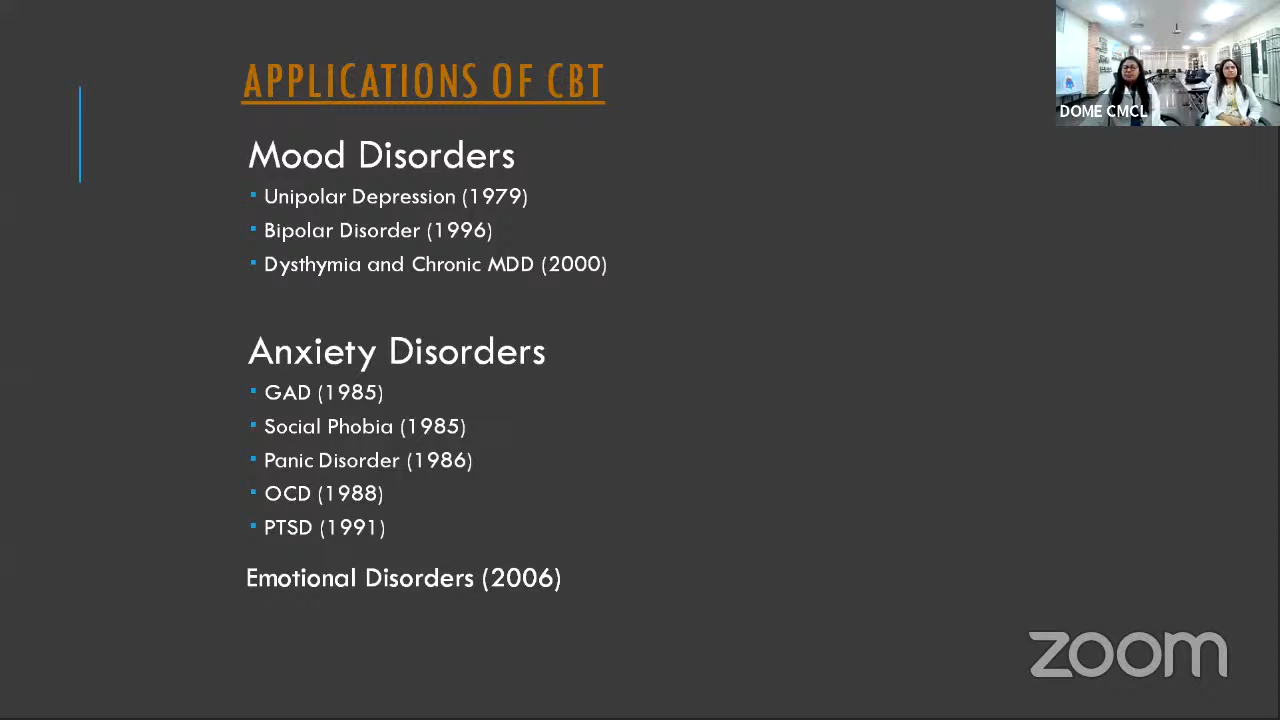 APPLICATIONS OF CBT
Mood Disorders
Unipolar Depression (1979)
Bipolar Disorder (1996)
Dysthymia and Chronic MDD (2000)
Anxiety Disorders
GAD (1985)
Social Phobia (1985)
Panic Disorder (1986)
OCD (1988)
PTSD (1991)
Emotional Disorders (2006)
DOME CMCL
zoom